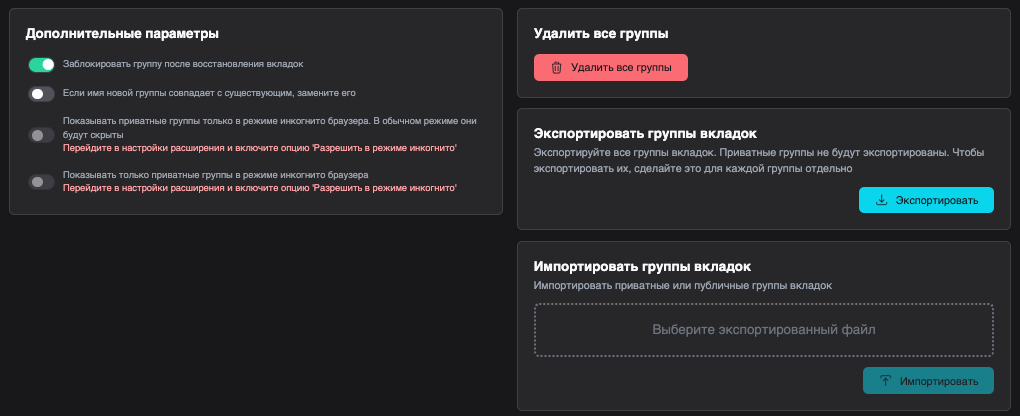 Дополнительные параметры
Заблокировать группу после восстановления вкладок
Если имя новой группы совпадает с существующим, замените его
Показывать приватные группы только в режиме инкогнито браузера. В обычном режиме они
будут скрыты
Перейдите в настройки расширения и включите опцию 'Разрешить в режиме инкогнито'
Показывать только приватные группы в режиме инкогнито браузера
Перейдите в настройки расширения и включите опцию 'Разрешить в режиме инкогнито'
Удалить все группы
Удалить все группы
Экспортировать группы вкладок
Экспортируйте все группы вкладок. Приватные группы не будут экспортированы. Чтобы
экспортировать их, сделайте это для каждой группы отдельно
Экспортировать
Импортировать группы вкладок
Импортировать приватные или публичные группы вкладок
Выберите экспортированный файл
Импортировать